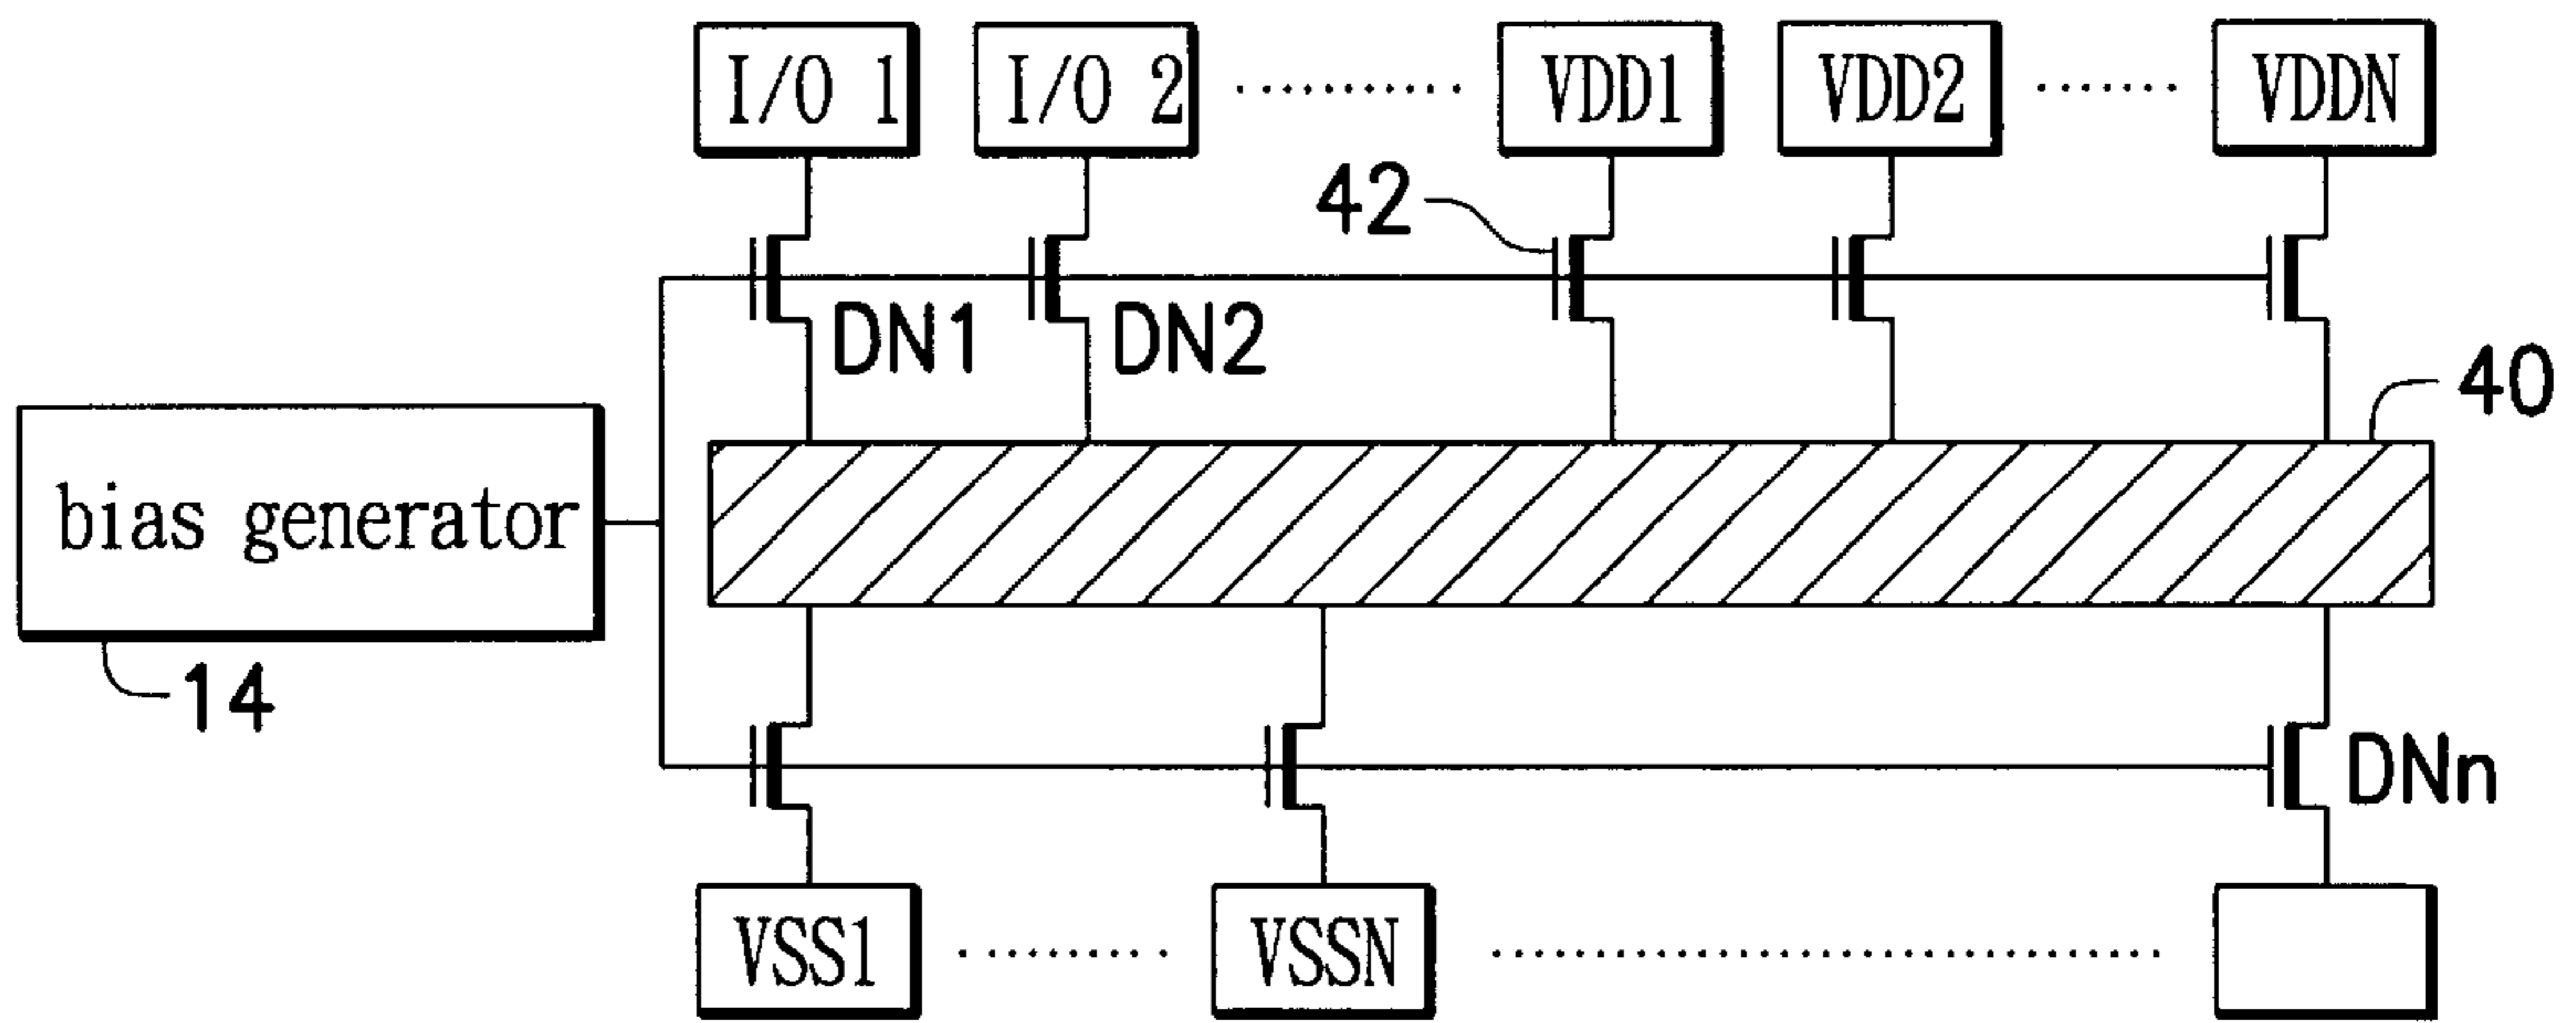 I/O 1 I/O 2 VDD1 VDD2 VDDN
42
DN1 DN2
40
bias generator
14
DNn
VSS1 VSSN